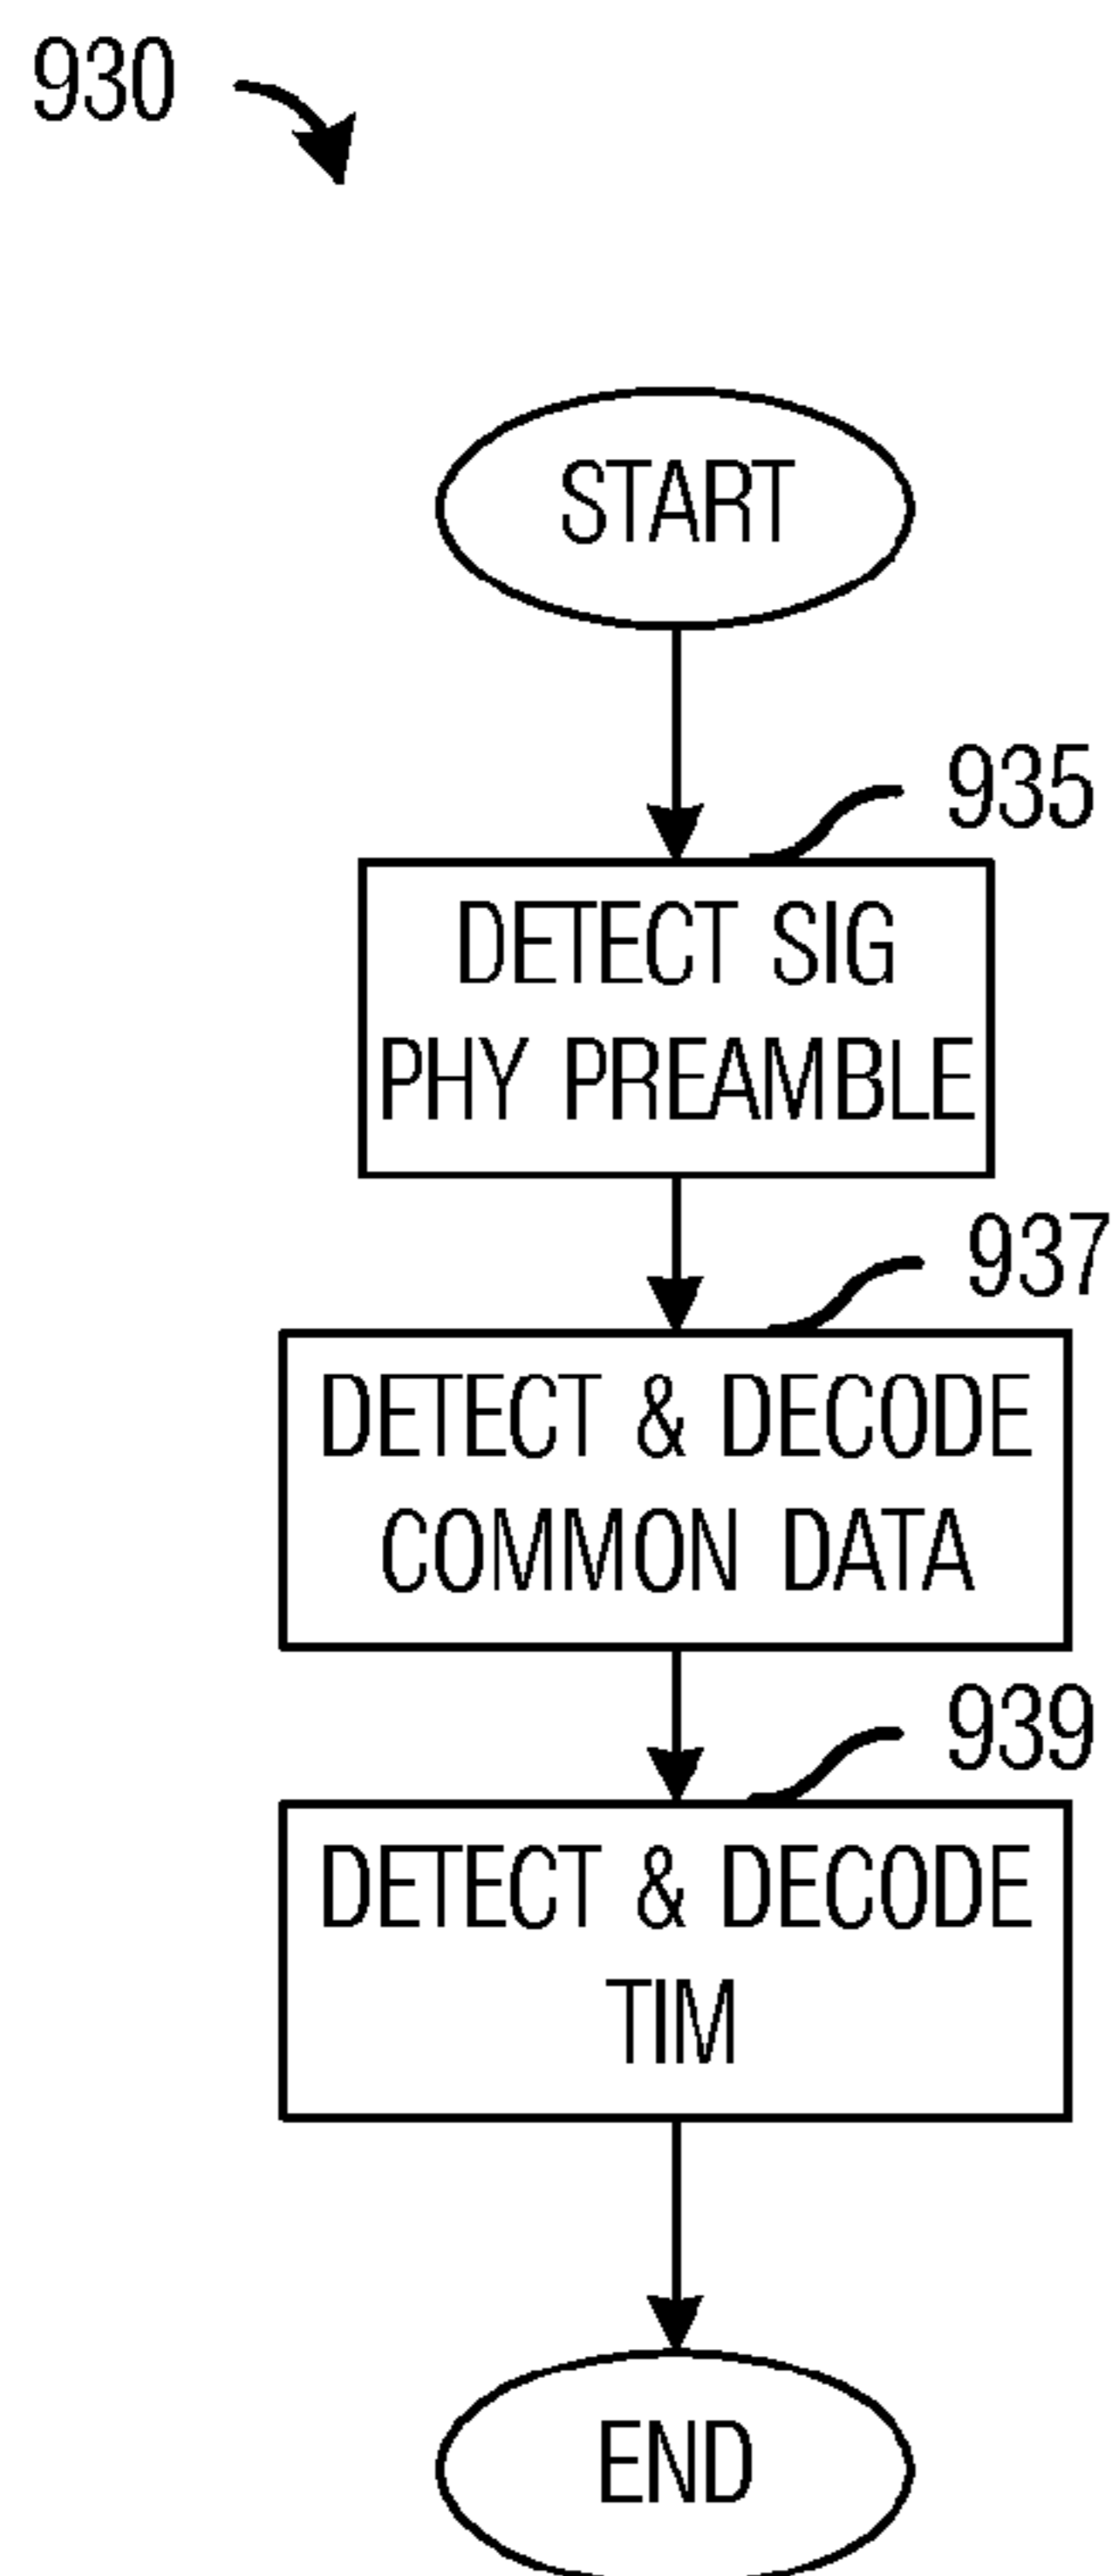 930
START
935
DETECT SIG
PHY PREAMBLE
937
DETECT & DECODE
COMMON DATA
939
DETECT & DECODE
TIM
END